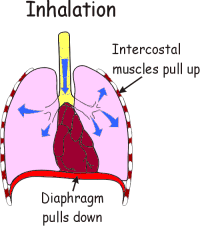 Inhalation
Intercostal
muscles pull up
Diaphragm
pulls down